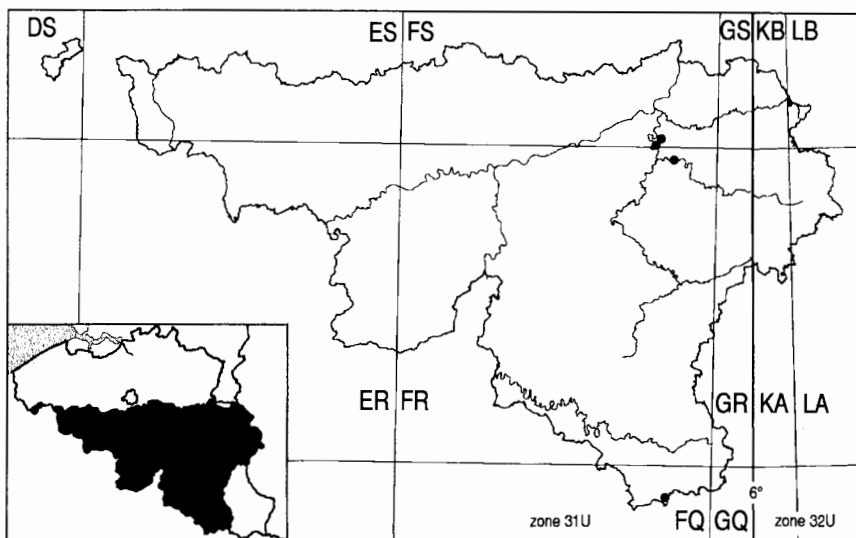 DS ES FS GS KB LB
ER FR GR KA LA
6°
zone 31U FQ GQ zone 32U